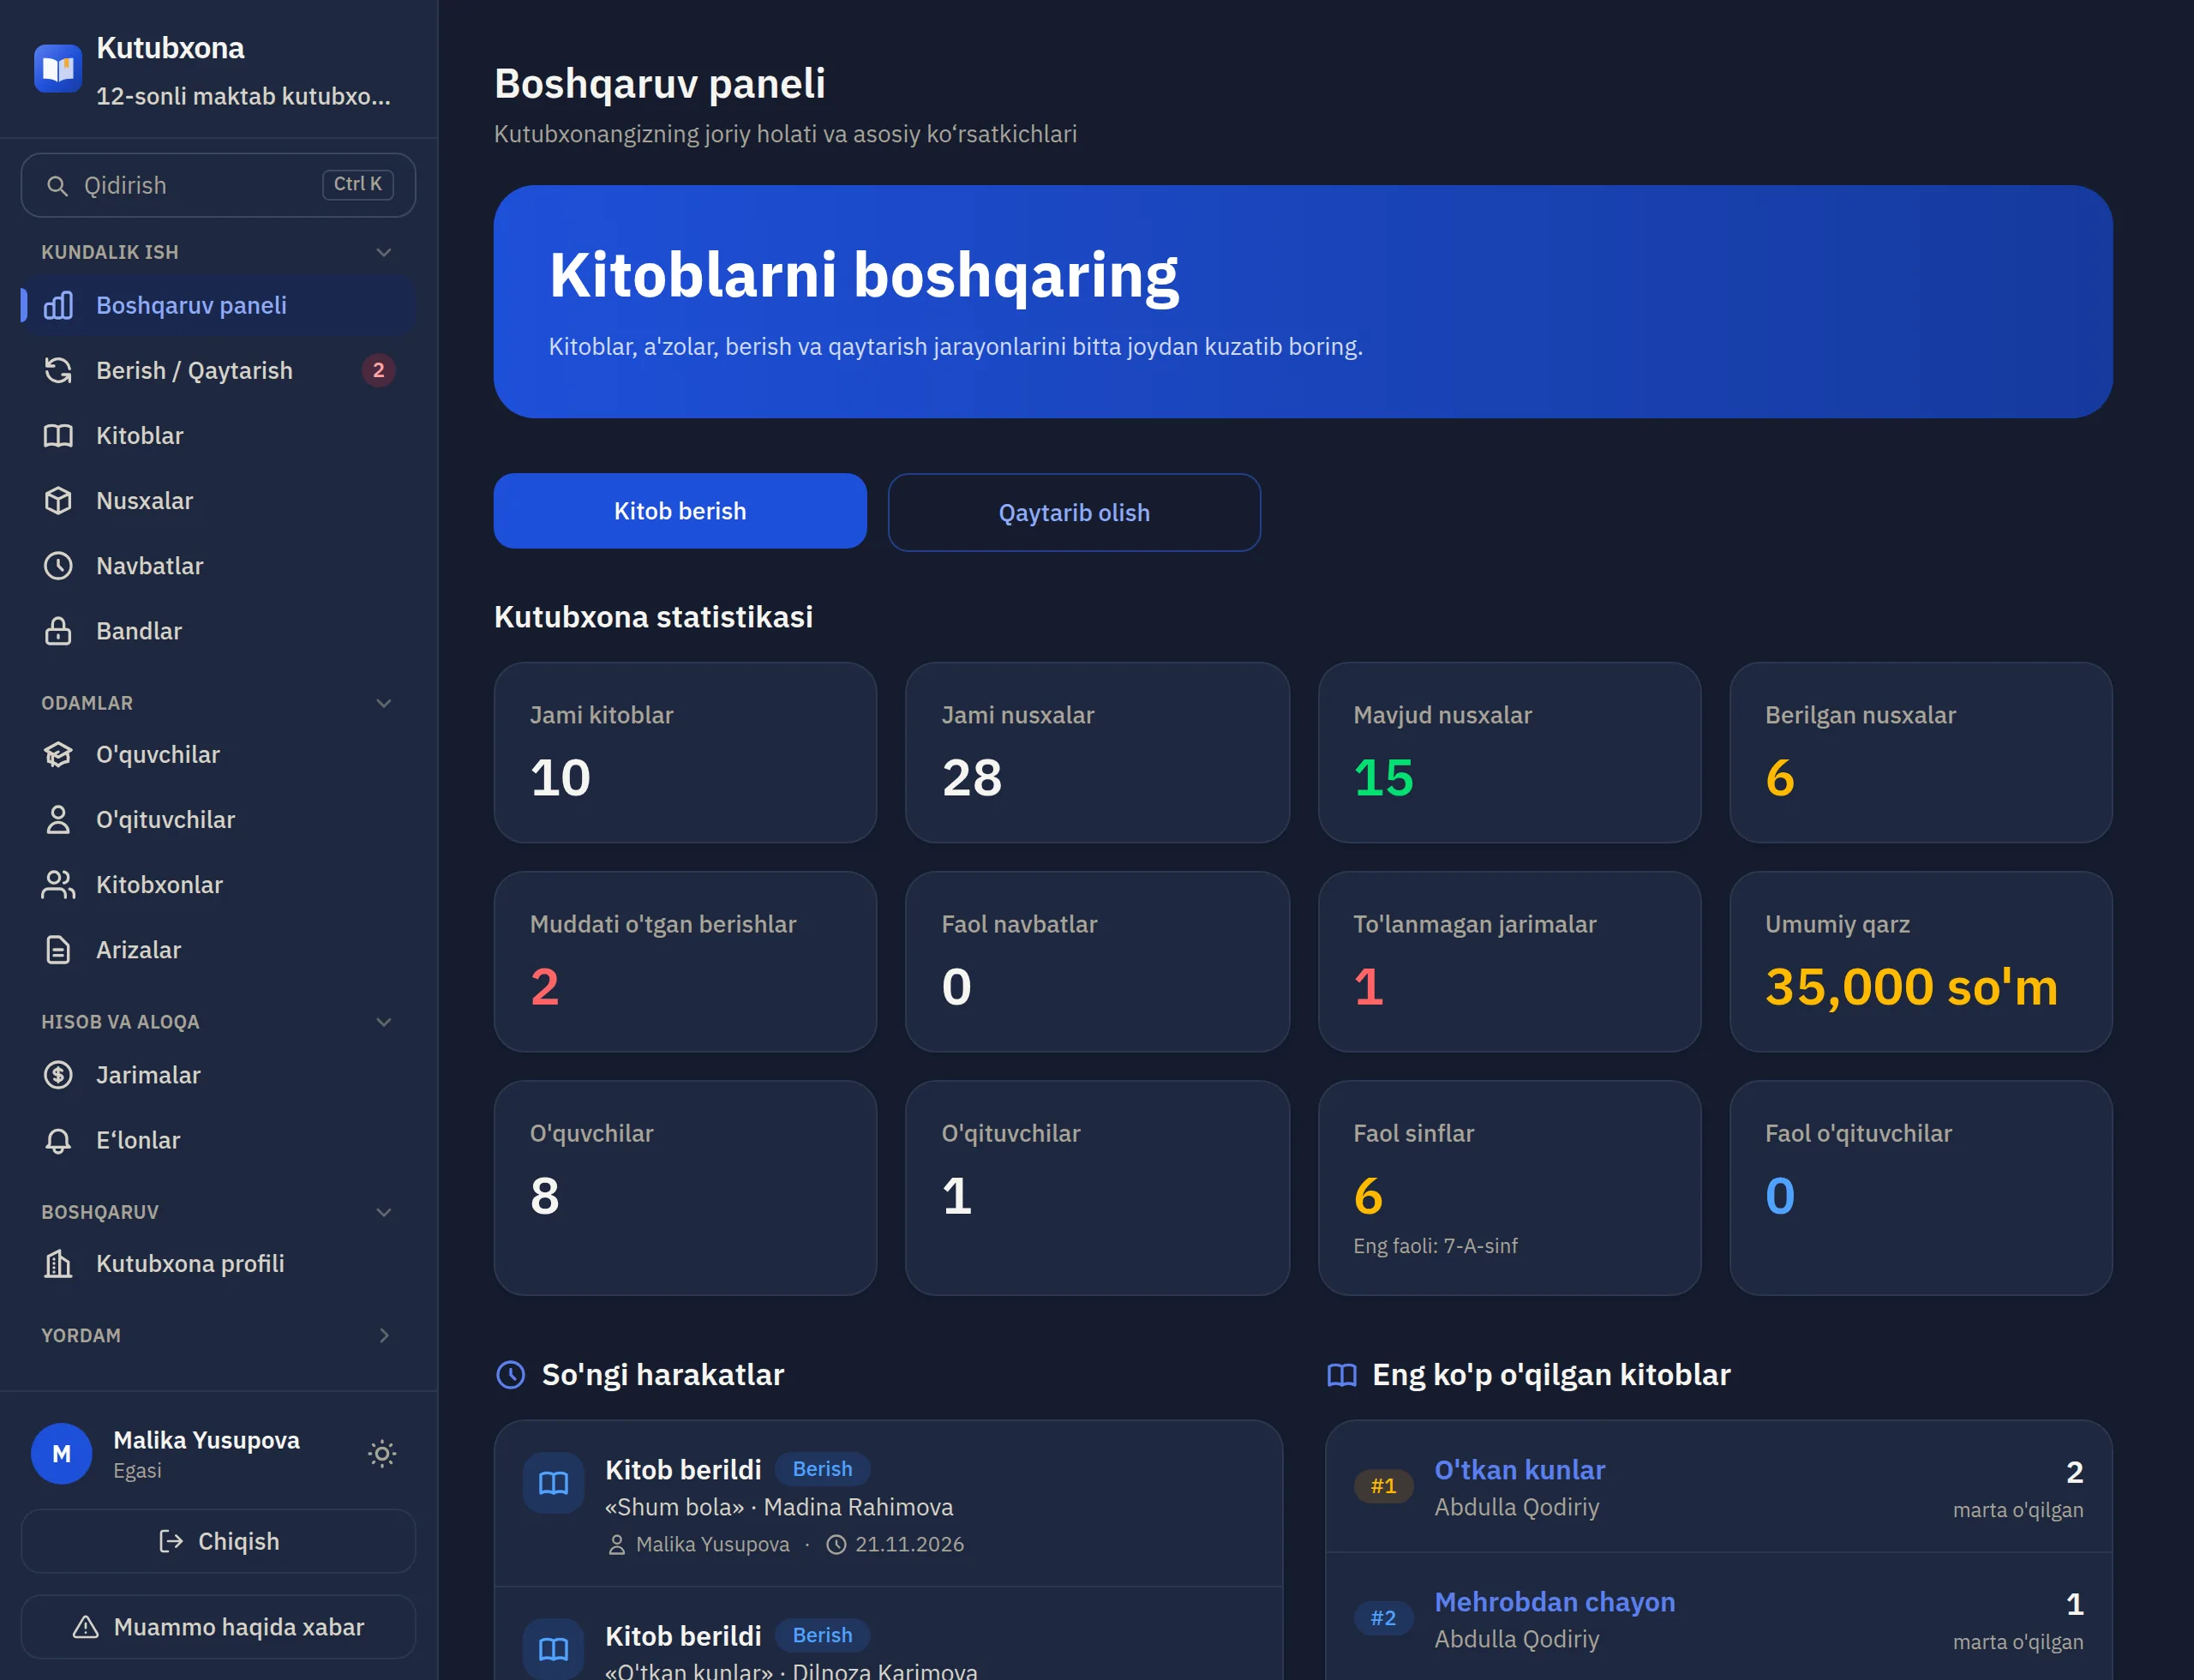 Kutubxona
12-sonli maktab kutubxo...
Qidirish
Ctrl K
KUNDALIK ISH
Boshqaruv paneli
Berish / Qaytarish
2
Kitoblar
Nusxalar
Navbatlar
Bandlar
ODAMLAR
O'quvchilar
O'qituvchilar
Kitobxonlar
Arizalar
HISOB VA ALOQA
Jarimalar
E‘lonlar
BOSHQARUV
Kutubxona profili
YORDAM
M
Malika Yusupova
Egasi
Chiqish
Muammo haqida xabar
Boshqaruv paneli
Kutubxonangizning joriy holati va asosiy ko‘rsatkichlari
Kitoblarni boshqaring
Kitoblar, a'zolar, berish va qaytarish jarayonlarini bitta joydan kuzatib boring.
Kitob berish
Qaytarib olish
Kutubxona statistikasi
Jami kitoblar
10
Jami nusxalar
28
Mavjud nusxalar
15
Berilgan nusxalar
6
Muddati o'tgan berishlar
2
Faol navbatlar
0
To'lanmagan jarimalar
1
Umumiy qarz
35,000 so'm
O'quvchilar
8
O'qituvchilar
1
Faol sinflar
6
Eng faoli: 7-A-sinf
Faol o'qituvchilar
0
So'ngi harakatlar
Kitob berildi
Berish
«Shum bola» · Madina Rahimova
Malika Yusupova · 21.11.2026
Kitob berildi
Berish
«O'tkan kunlar» · Dilnoza Karimova
Eng ko'p o'qilgan kitoblar
#1
O'tkan kunlar
Abdulla Qodiriy
2
marta o'qilgan
#2
Mehrobdan chayon
Abdulla Qodiriy
1
marta o'qilgan